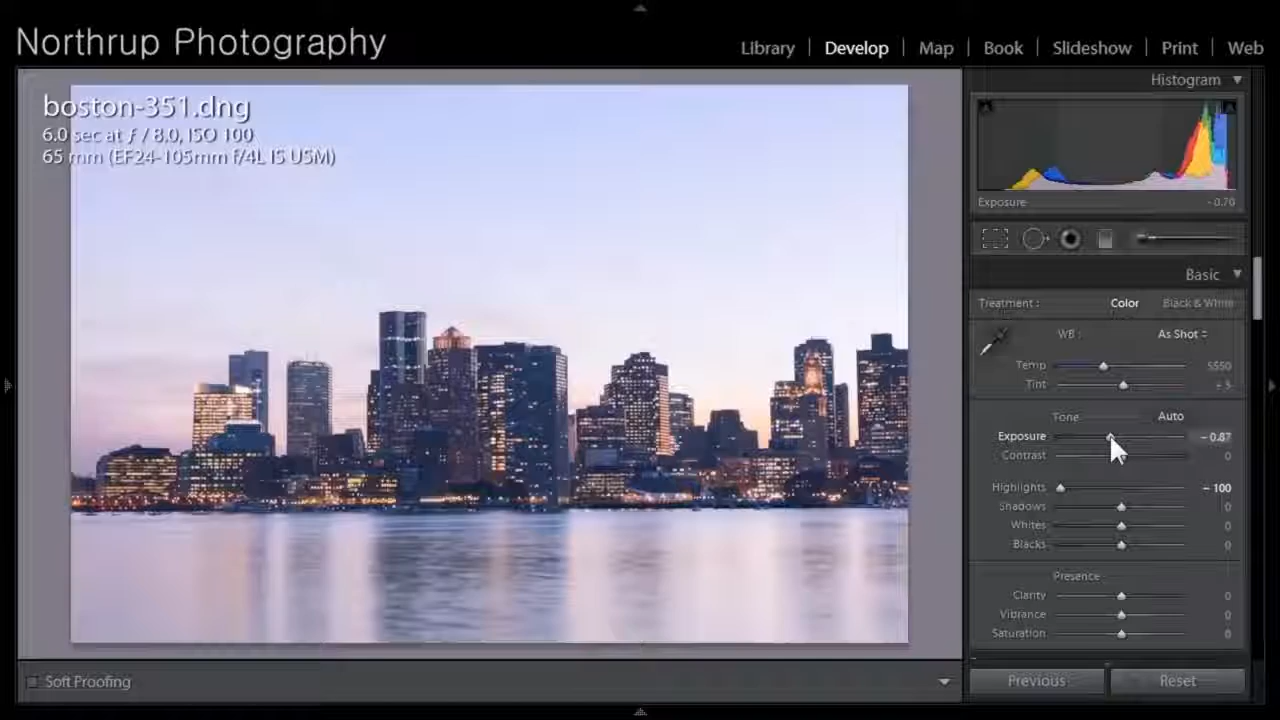 Northrup Photography
Library | Develop | Map | Book | Slideshow | Print | Web
boston-351.dng
6.0 sec at ƒ / 8.0, ISO 100
65 mm (EF24-105mm f/4L IS USM)
Histogram
Exposure - 0.70
Basic
Treatment : Color Black & White
WB : As Shot
Temp 5550
Tint + 5
Tone Auto
Exposure - 0.87
Contrast 0
Highlights - 100
Shadows 0
Whites 0
Blacks 0
Presence
Clarity 0
Vibrance 0
Saturation 0
Soft Proofing
Previous Reset